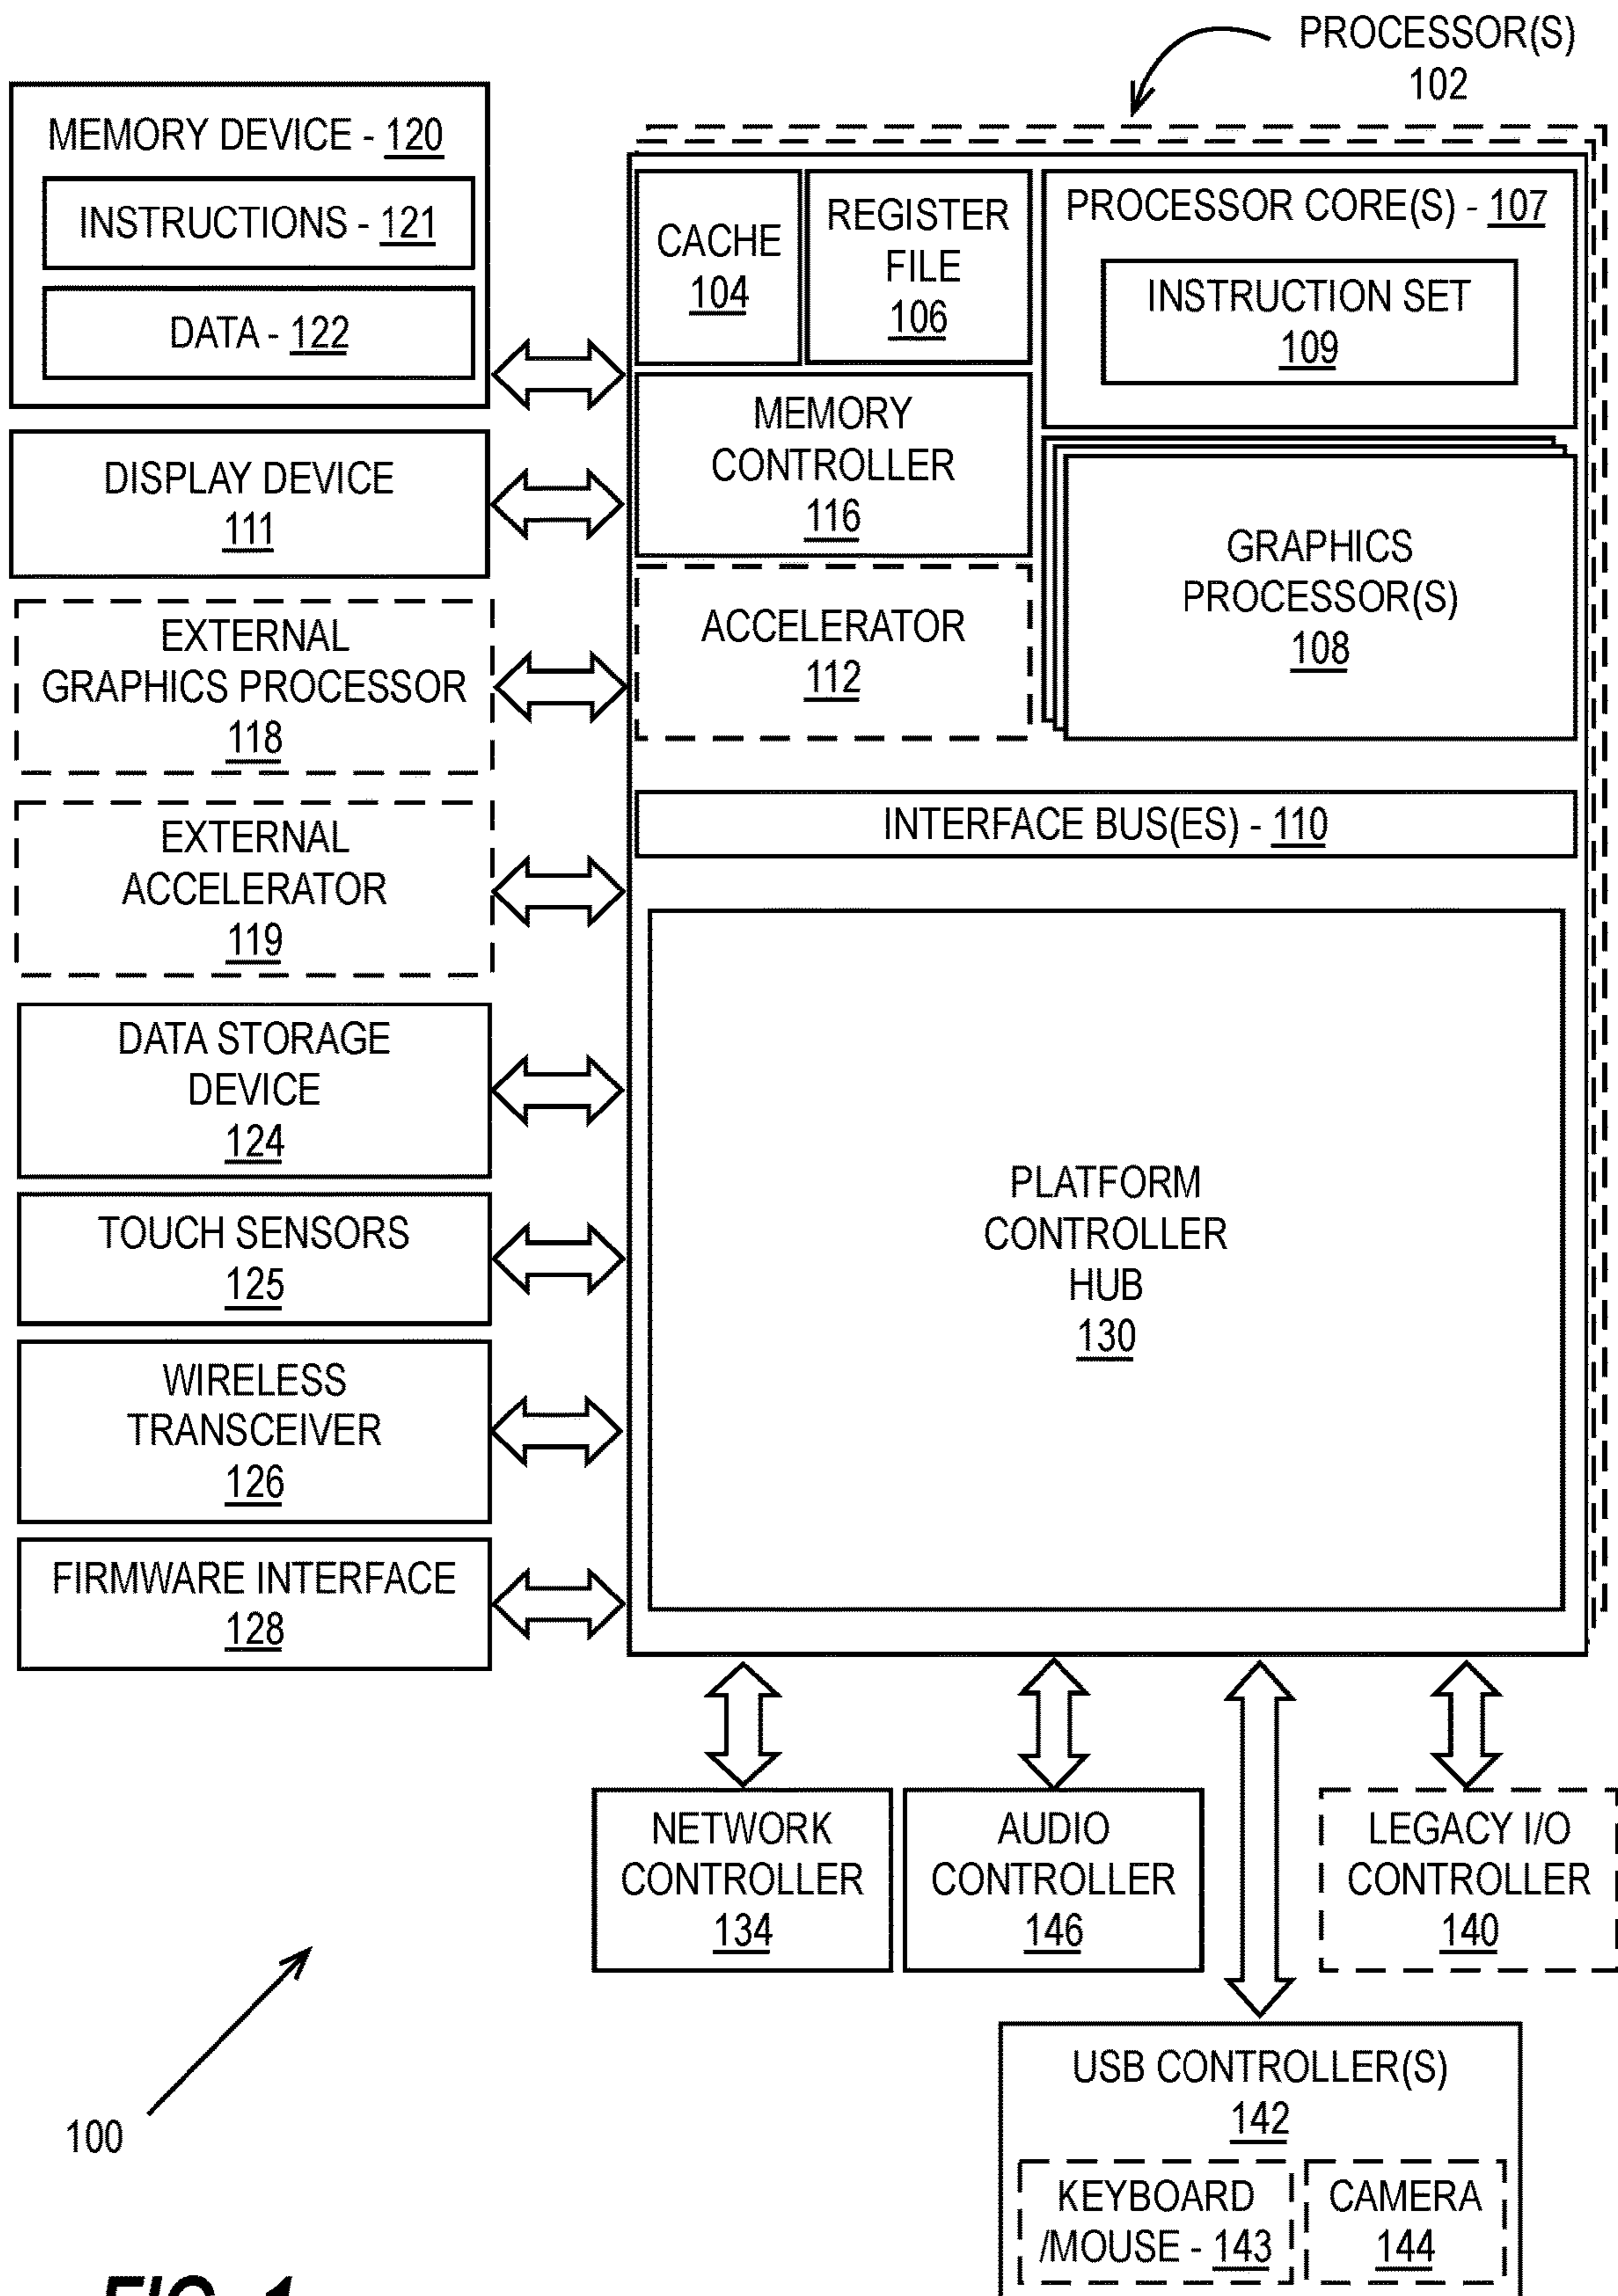 PROCESSOR(S)
102
MEMORY DEVICE - 120
INSTRUCTIONS - 121
DATA - 122
CACHE
104
REGISTER
FILE
106
PROCESSOR CORE(S) - 107
INSTRUCTION SET
109
MEMORY
CONTROLLER
116
DISPLAY DEVICE
111
GRAPHICS
PROCESSOR(S)
108
EXTERNAL
GRAPHICS PROCESSOR
118
ACCELERATOR
112
INTERFACE BUS(ES) - 110
EXTERNAL
ACCELERATOR
119
DATA STORAGE
DEVICE
124
TOUCH SENSORS
125
PLATFORM
CONTROLLER
HUB
130
WIRELESS
TRANSCEIVER
126
FIRMWARE INTERFACE
128
NETWORK
CONTROLLER
134
AUDIO
CONTROLLER
146
LEGACY I/O
CONTROLLER
140
100
USB CONTROLLER(S)
142
KEYBOARD
/MOUSE - 143
CAMERA
144
FIG. 1